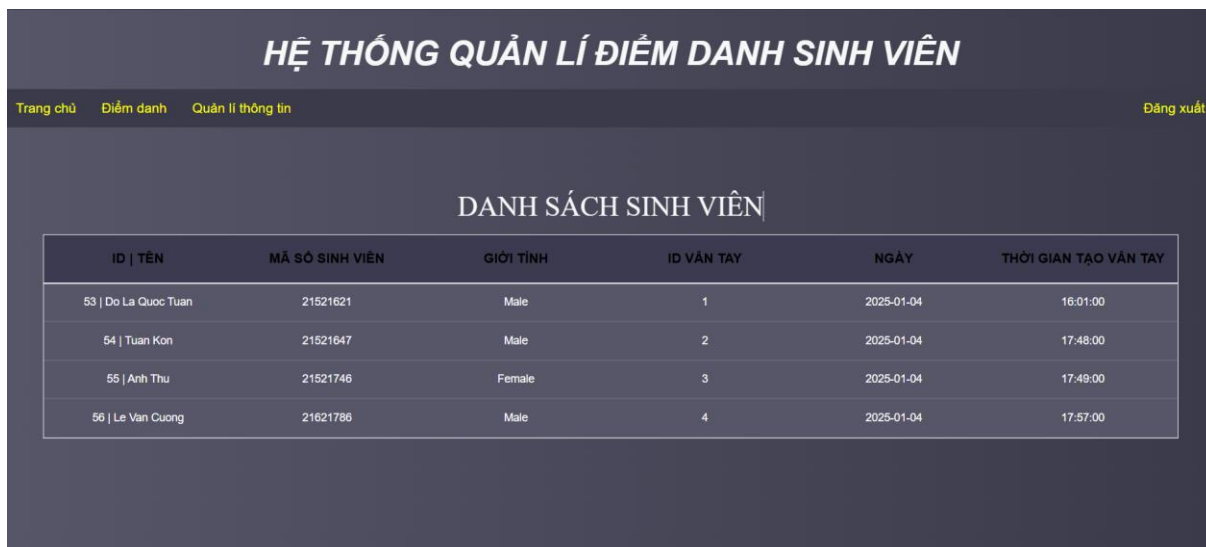 HỆ THỐNG QUẢN LÍ ĐIỂM DANH SINH VIÊN
Trang chủ Điểm danh Quản lí thông tin Đăng xuất
DANH SÁCH SINH VIÊN
ID | TÊN MÃ SỐ SINH VIÊN GIỚI TÍNH ID VÂN TAY NGÀY THỜI GIAN TẠO VÂN TAY
53 | Do La Quoc Tuan 21521621 Male 1 2025-01-04 16:01:00
54 | Tuan Kon 21521647 Male 2 2025-01-04 17:48:00
55 | Anh Thu 21521746 Female 3 2025-01-04 17:49:00
56 | Le Van Cuong 21621786 Male 4 2025-01-04 17:57:00